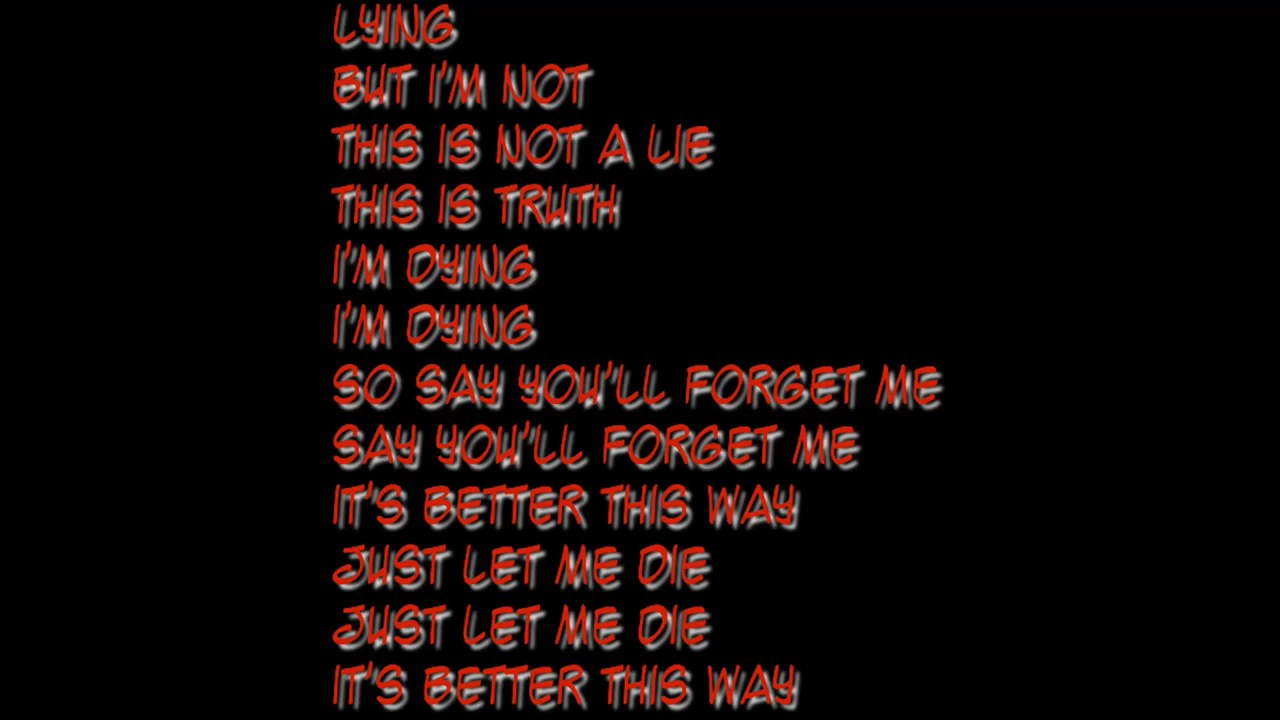 LYING
BUT I'M NOT
THIS IS NOT A LIE
THIS IS TRUTH
I'M DYING
I'M DYING
SO SAY YOU'LL FORGET ME
SAY YOU'LL FORGET ME
IT'S BETTER THIS WAY
JUST LET ME DIE
JUST LET ME DIE
IT'S BETTER THIS WAY